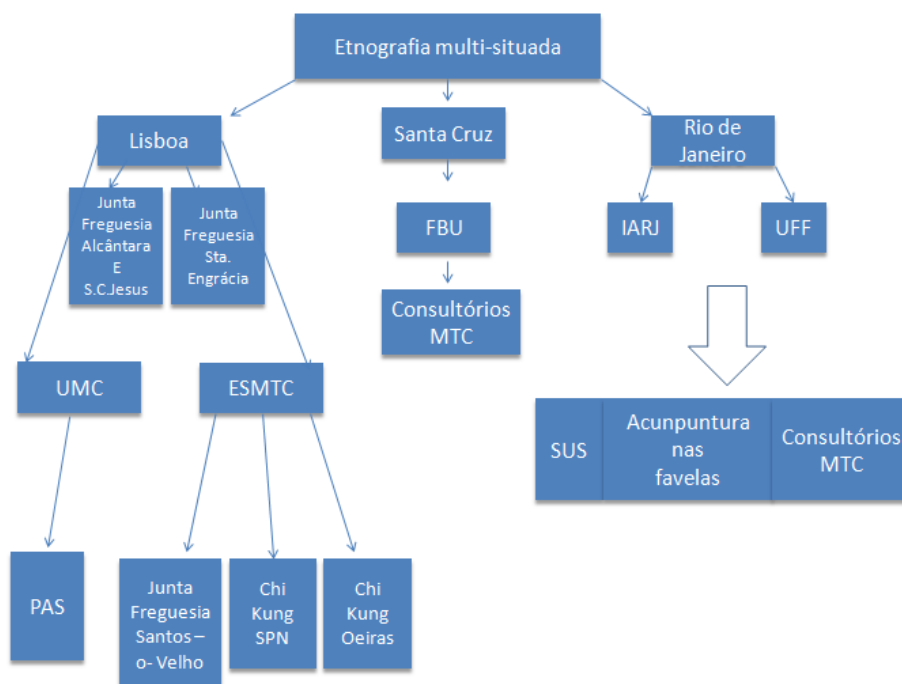 Etnografia multi-situada
Lisboa
Santa Cruz
Rio de
Janeiro
Junta
Freguesia
Alcântara
E
S.C.Jesus
Junta
Freguesia
Sta.
Engrácia
FBU
IARJ
UFF
Consultórios
MTC
UMC
ESMTC
SUS
Acunpuntura
nas
favelas
Consultórios
MTC
PAS
Junta
Freguesia
Santos –
o- Velho
Chi
Kung
SPN
Chi
Kung
Oeiras